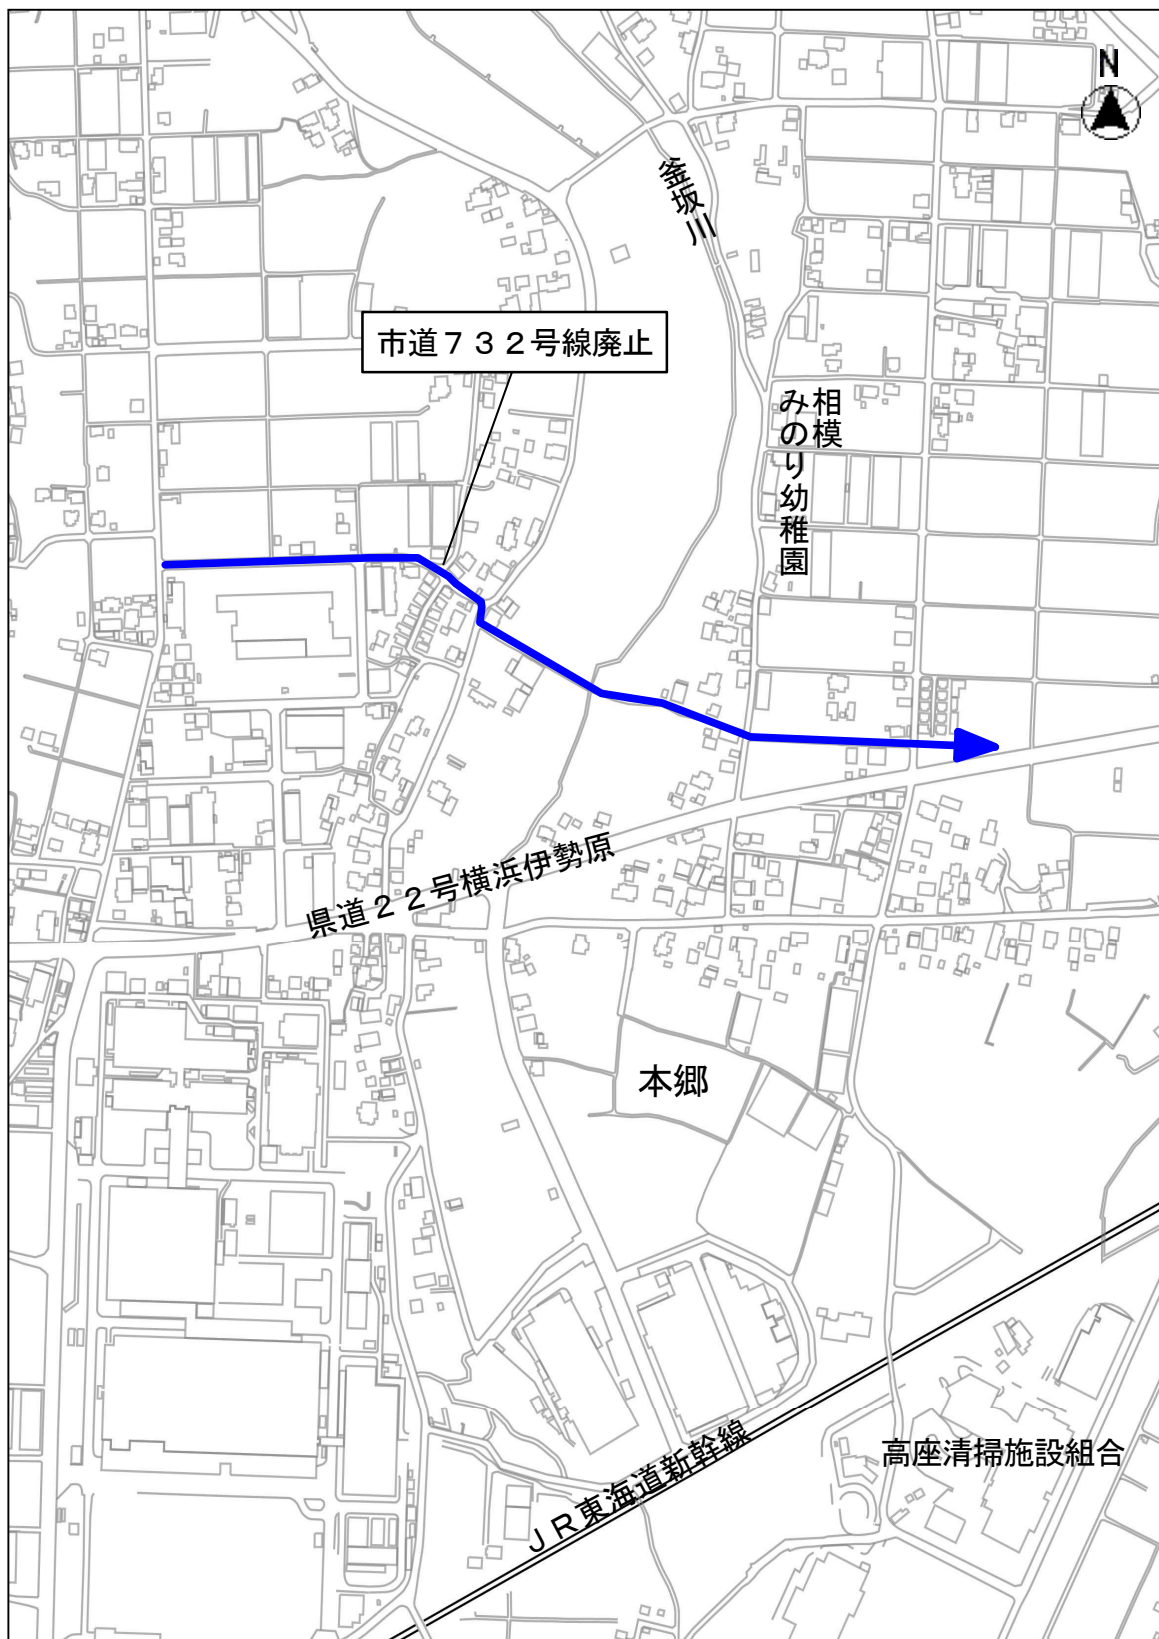 N
釜坂川
市道７３２号線廃止
相模
みのり幼稚園
県道２２号横浜伊勢原
本郷
高座清掃施設組合
ＪＲ東海道新幹線